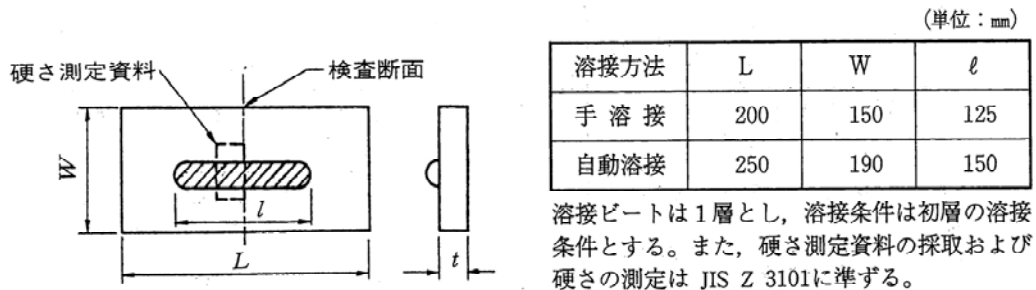 (単位:㎜)
硬さ測定資料
検査断面
W
l
L
t
溶接方法 L W ℓ
手溶接 200 150 125
自動溶接 250 190 150
溶接ビートは1層とし,溶接条件は初層の溶接
条件とする。また,硬さ測定資料の採取および
硬さの測定は JIS Z 3101に準ずる。